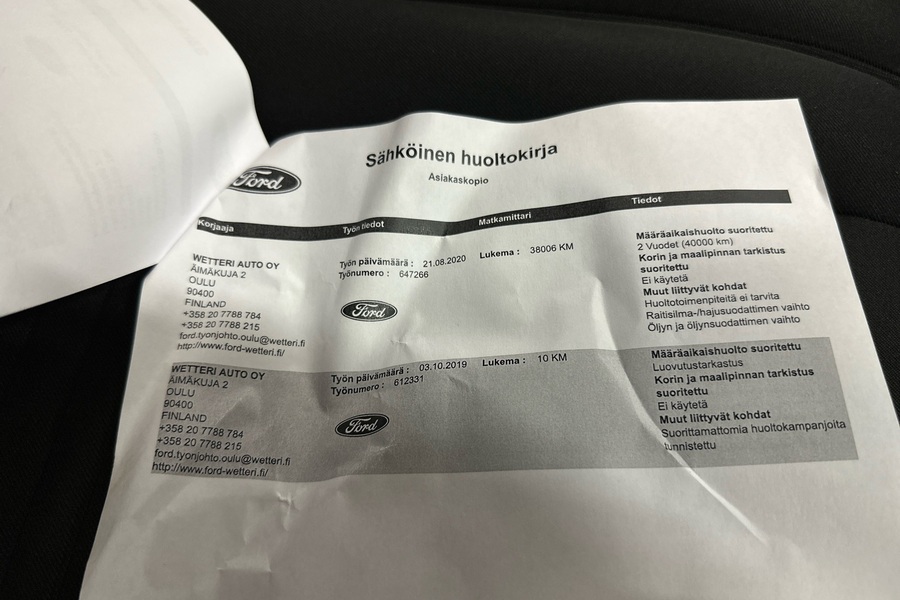 Sähköinen huoltokirja
Asiakaskopio
Ford
Korjaaja Työn tiedot Matkamittari Tiedot
WETTERI AUTO OY
ÄIMÄKUJA 2
OULU
90400
FINLAND
+358 20 7788 784
+358 20 7788 215
ford.tyonjohto.oulu@wetteri.fi
http://www.ford-wetteri.fi/
Työn päivämäärä : 21.08.2020 Lukema : 38006 KM
Työnumero : 647266
Ford
Määräaikaishuolto suoritettu
2 Vuodet (40000 km)
Korin ja maalipinnan tarkistus
suoritettu
Ei käytetä
Muut liittyvät kohdat
Huoltotoimenpiteitä ei tarvita
Raitisilma-/hajusuodattimen vaihto
Öljyn ja öljynsuodattimen vaihto
WETTERI AUTO OY
ÄIMÄKUJA 2
OULU
90400
FINLAND
+358 20 7788 784
+358 20 7788 215
ford.tyonjohto.oulu@wetteri.fi
http://www.ford-wetteri.fi/
Työn päivämäärä : 03.10.2019 Lukema : 10 KM
Työnumero : 612331
Ford
Määräaikaishuolto suoritettu
Luovutustarkastus
Korin ja maalipinnan tarkistus
suoritettu
Ei käytetä
Muut liittyvät kohdat
Suorittamattomia huoltokampanjoita
tunnistettu